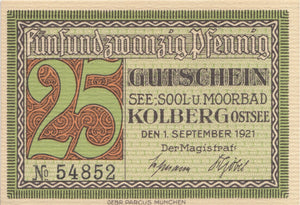 Fünfundzwanzig Pfennig
25
GUTSCHEIN
SEE-, SOOL- U. MOORBAD
KOLBERG OSTSEE
DEN 1. SEPTEMBER 1921
Der Magistrat:
No 54852
GEBR. PARCUS MÜNCHEN